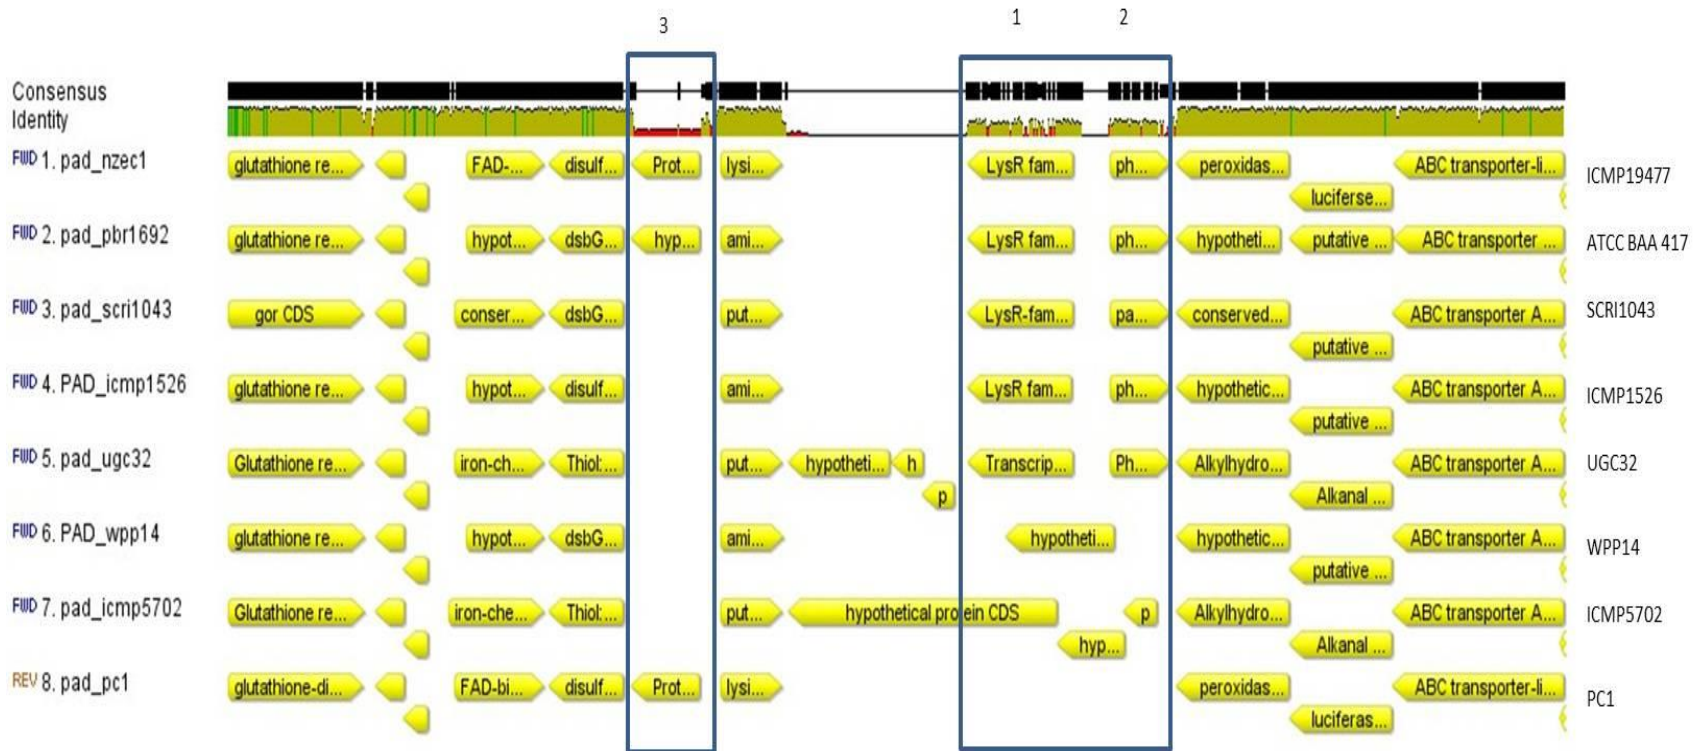 3 1 2
Consensus
Identity
FWD 1. pad_nzec1 glutathione re... FAD-... disulf... Prot... lysi... LysR fam... ph... peroxidas... ABC transporter-li... ICMP19477
luciferse...
FWD 2. pad_pbr1692 glutathione re... hypot... dsbG... hyp... ami... LysR fam... ph... hypotheti... putative ... ABC transporter ... ATCC BAA 417
FWD 3. pad_scri1043 gor CDS conser... dsbG... put... LysR-fam... pa... conserved... ABC transporter A... SCRI1043
putative ...
FWD 4. PAD_icmp1526 glutathione re... hypot... disulf... ami... LysR fam... ph... hypothetic... ABC transporter A... ICMP1526
putative ...
FWD 5. pad_ugc32 Glutathione re... iron-ch... Thiol:... put... hypotheti... h Transcrip... Ph... Alkylhydro... ABC transporter A... UGC32
p Alkanal ...
FWD 6. PAD_wpp14 glutathione re... hypot... dsbG... ami... hypotheti... hypothetic... ABC transporter A... WPP14
putative ...
FWD 7. pad_icmp5702 Glutathione re... iron-che... Thiol:... put... hypothetical protein CDS p Alkylhydro... ABC transporter A... ICMP5702
hyp... Alkanal ...
REV 8. pad_pc1 glutathione-di... FAD-bi... disulf... Prot... lysi... peroxidas... ABC transporter-li... PC1
luciferas...